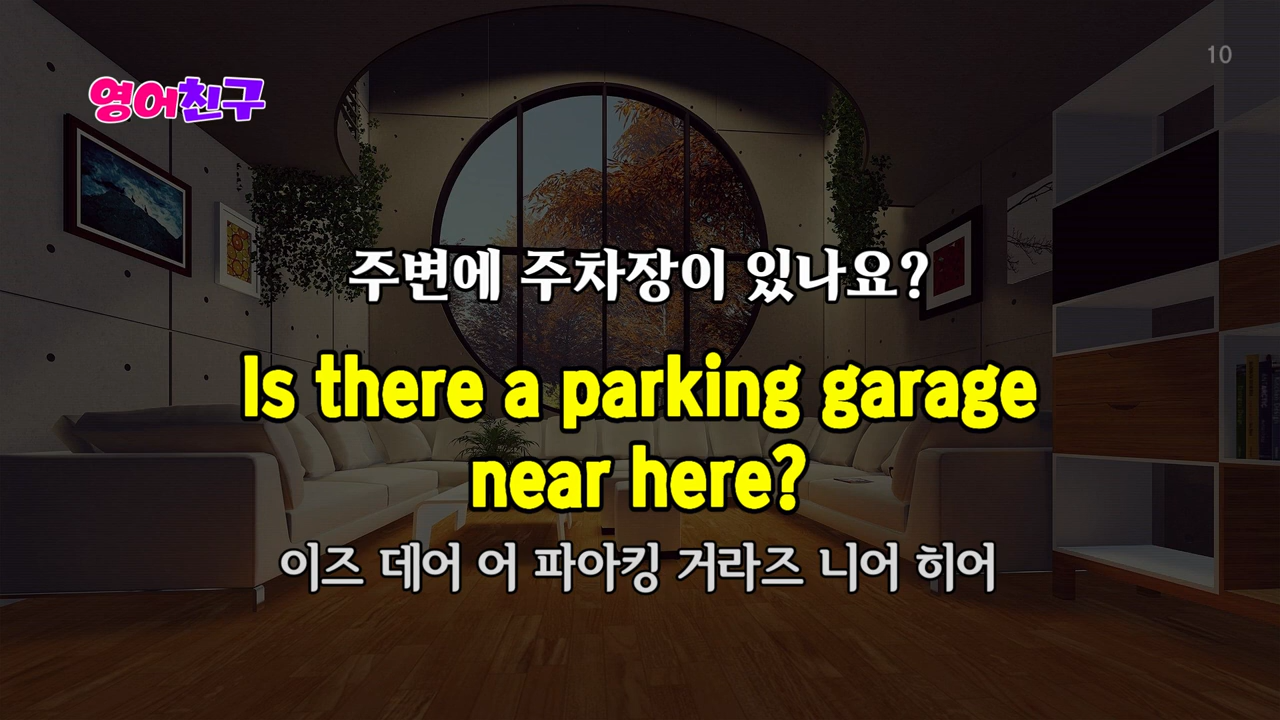 10
영어친구
주변에 주차장이 있나요?
Is there a parking garage
near here?
이즈 데어 어 파아킹 거라즈 니어 히어